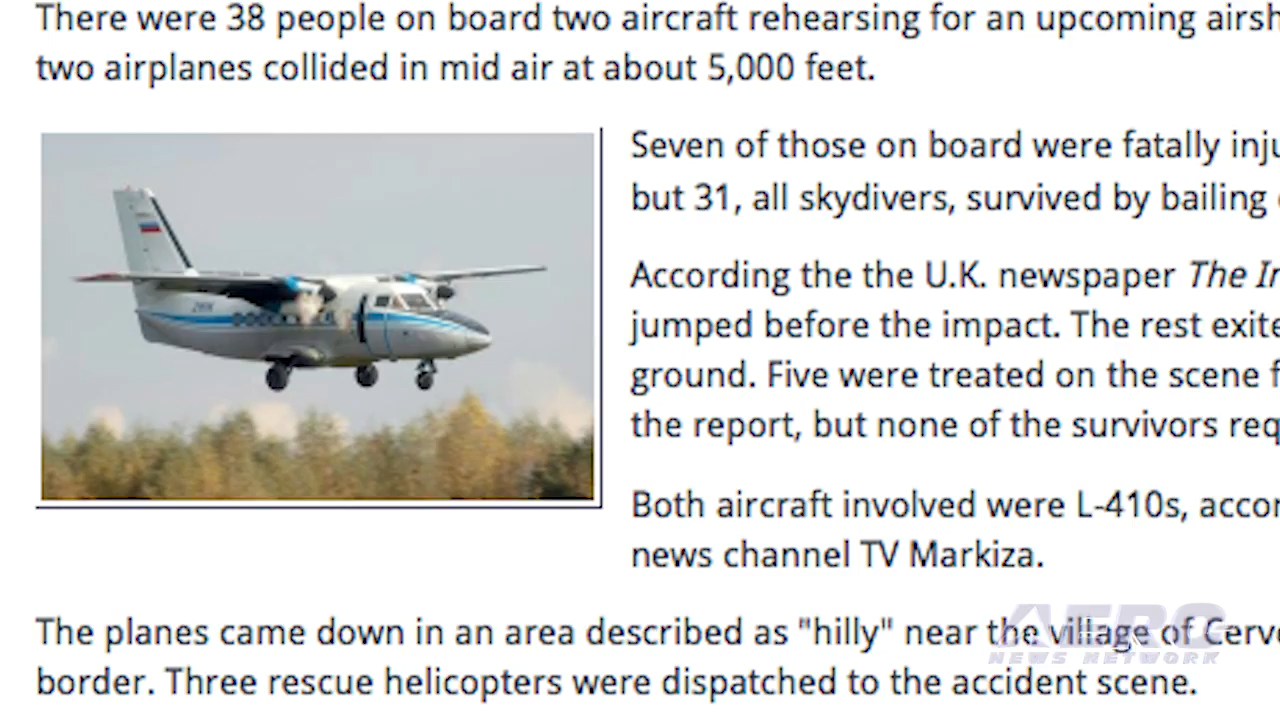 There were 38 people on board two aircraft rehearsing for an upcoming airsh
two airplanes collided in mid air at about 5,000 feet.
Seven of those on board were fatally inju
but 31, all skydivers, survived by bailing
According the the U.K. newspaper The In
jumped before the impact. The rest exite
ground. Five were treated on the scene f
the report, but none of the survivors req
Both aircraft involved were L-410s, accor
news channel TV Markiza.
The planes came down in an area described as "hilly" near the village of Cerve
border. Three rescue helicopters were dispatched to the accident scene.
AERO
NEWS NETWORK